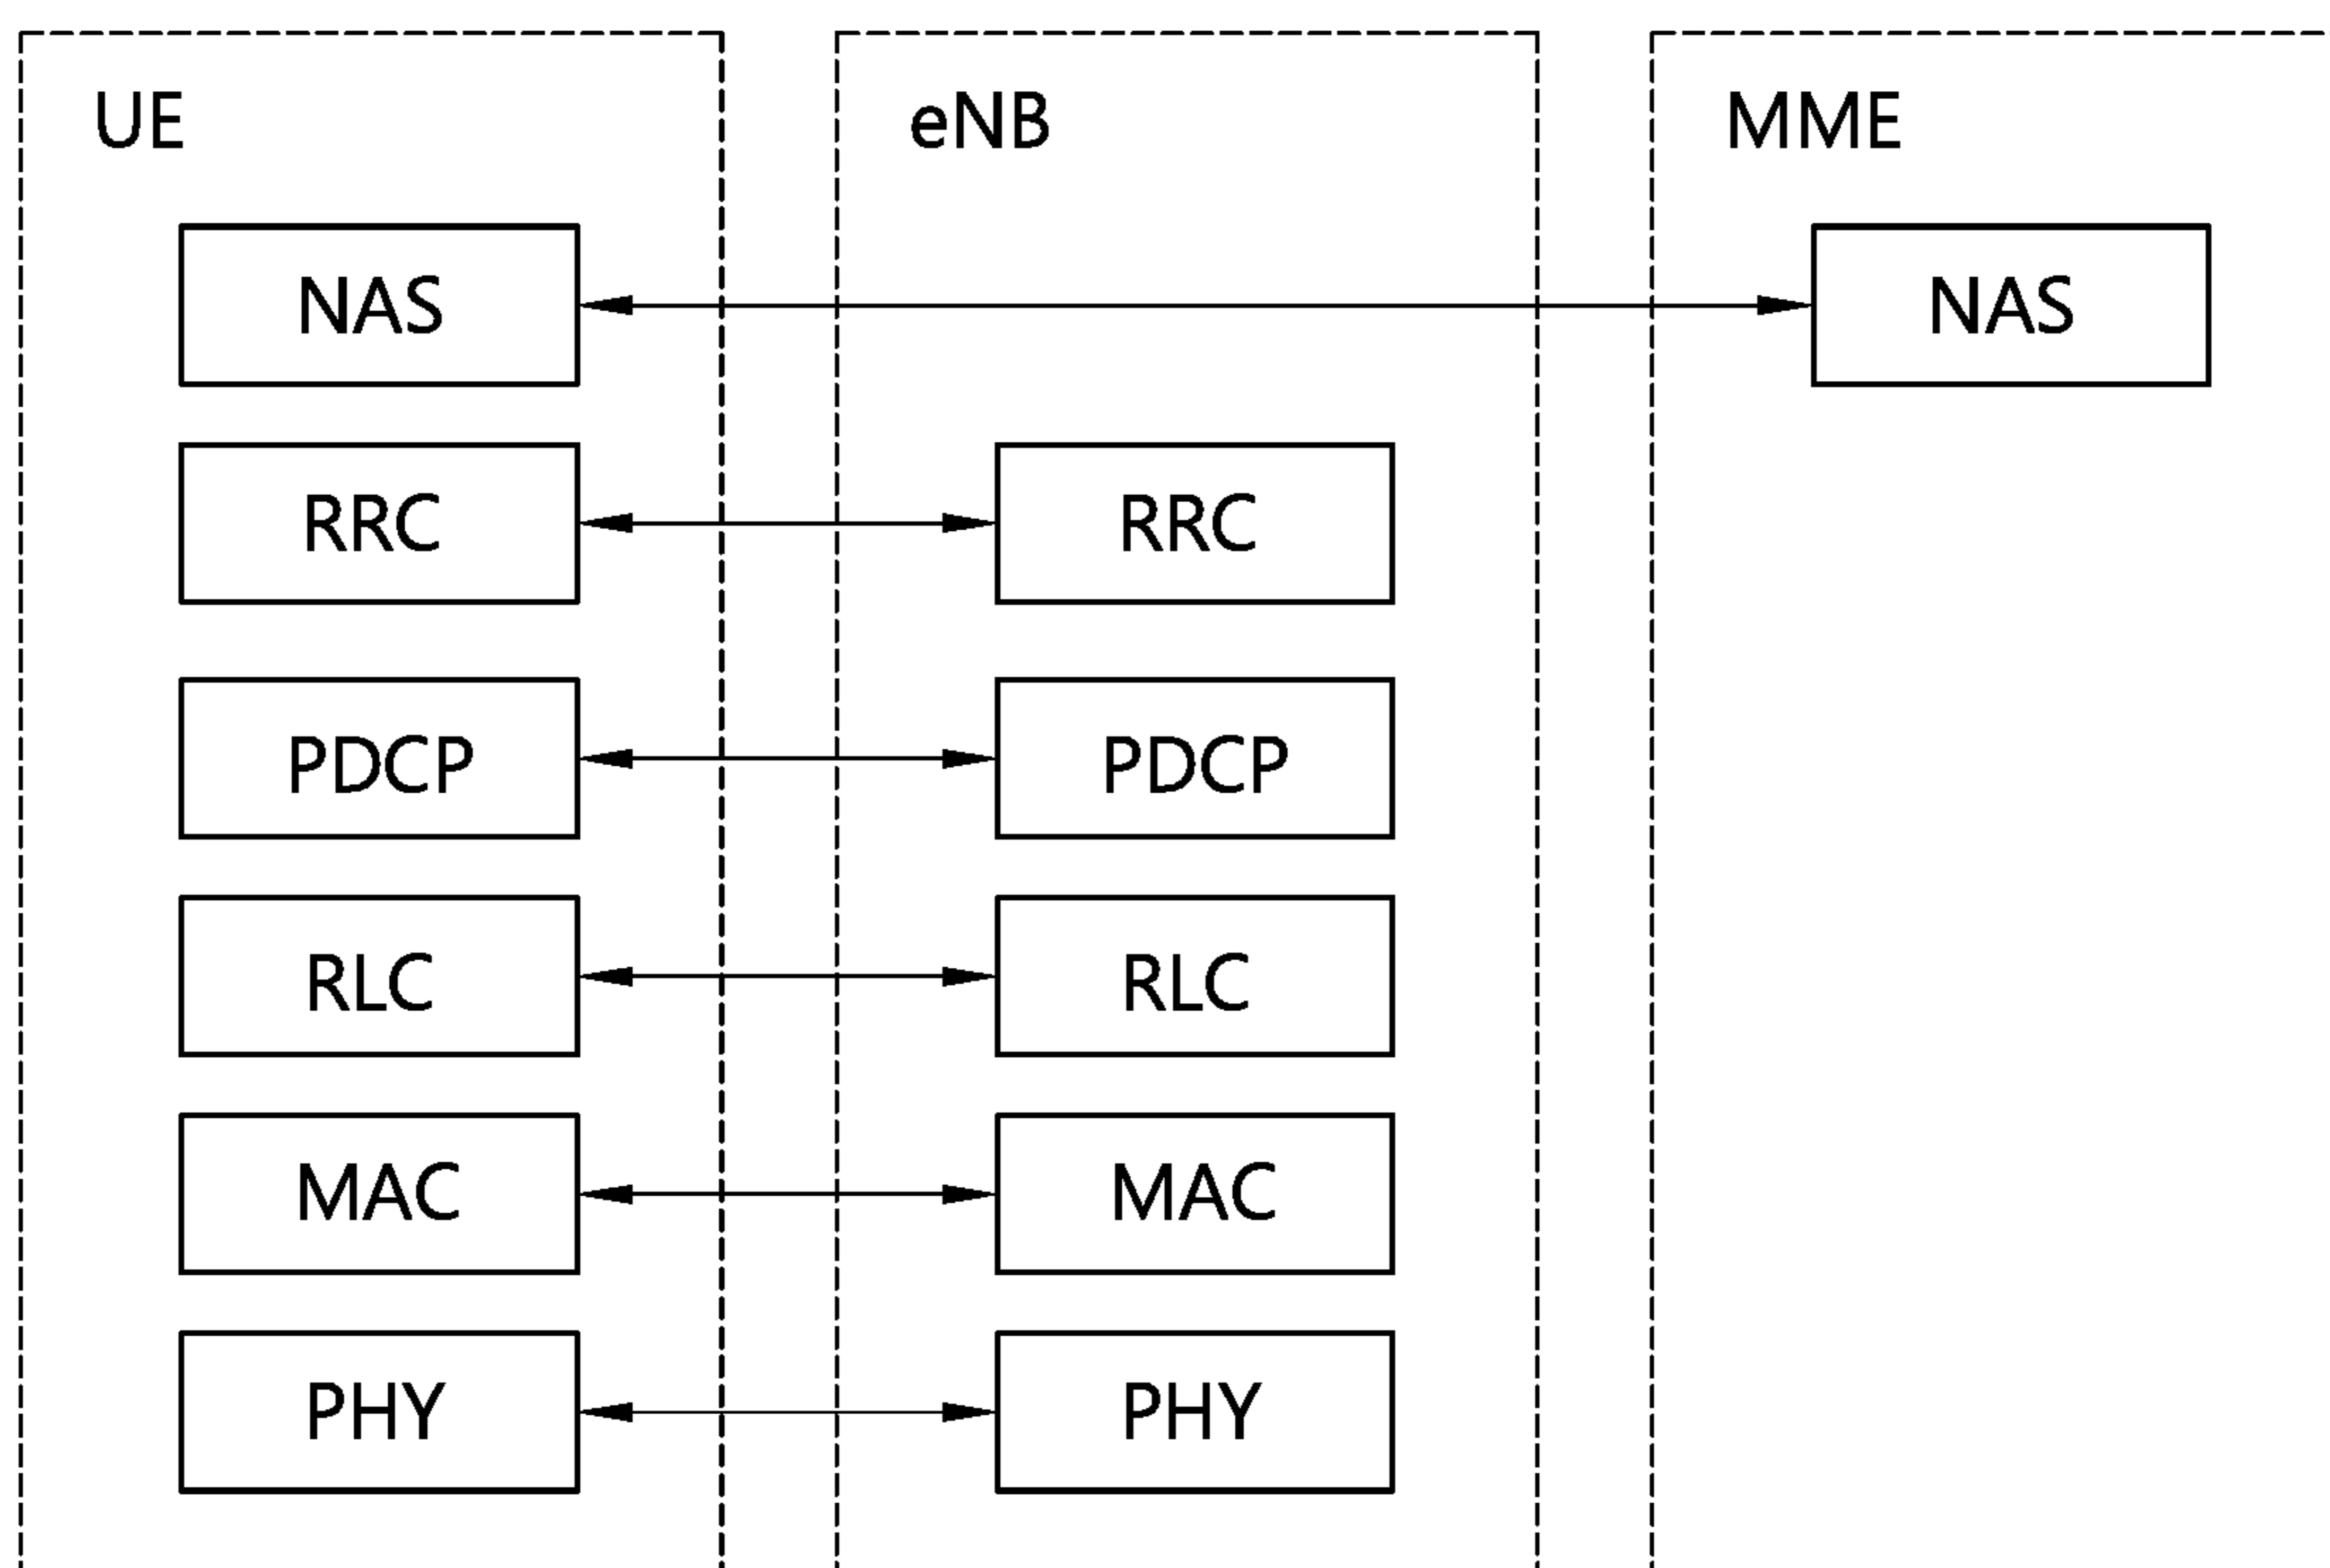 UE eNB MME
NAS NAS
RRC RRC
PDCP PDCP
RLC RLC
MAC MAC
PHY PHY